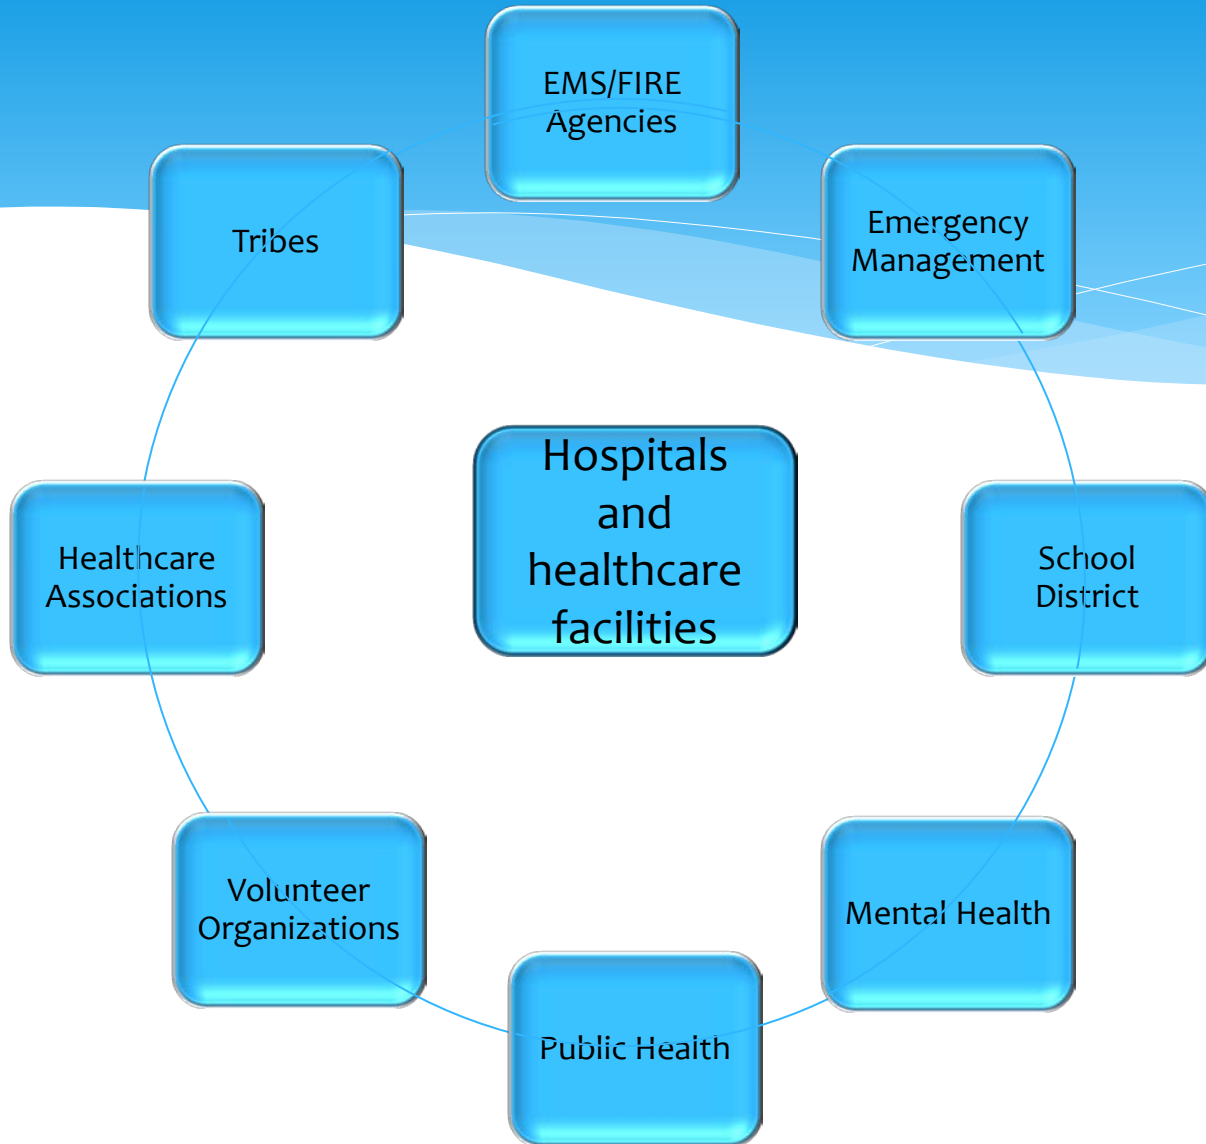 EMS/FIRE
Agencies
Tribes
Emergency
Management
Hospitals
and
healthcare
facilities
Healthcare
Associations
School
District
Volunteer
Organizations
Mental Health
Public Health